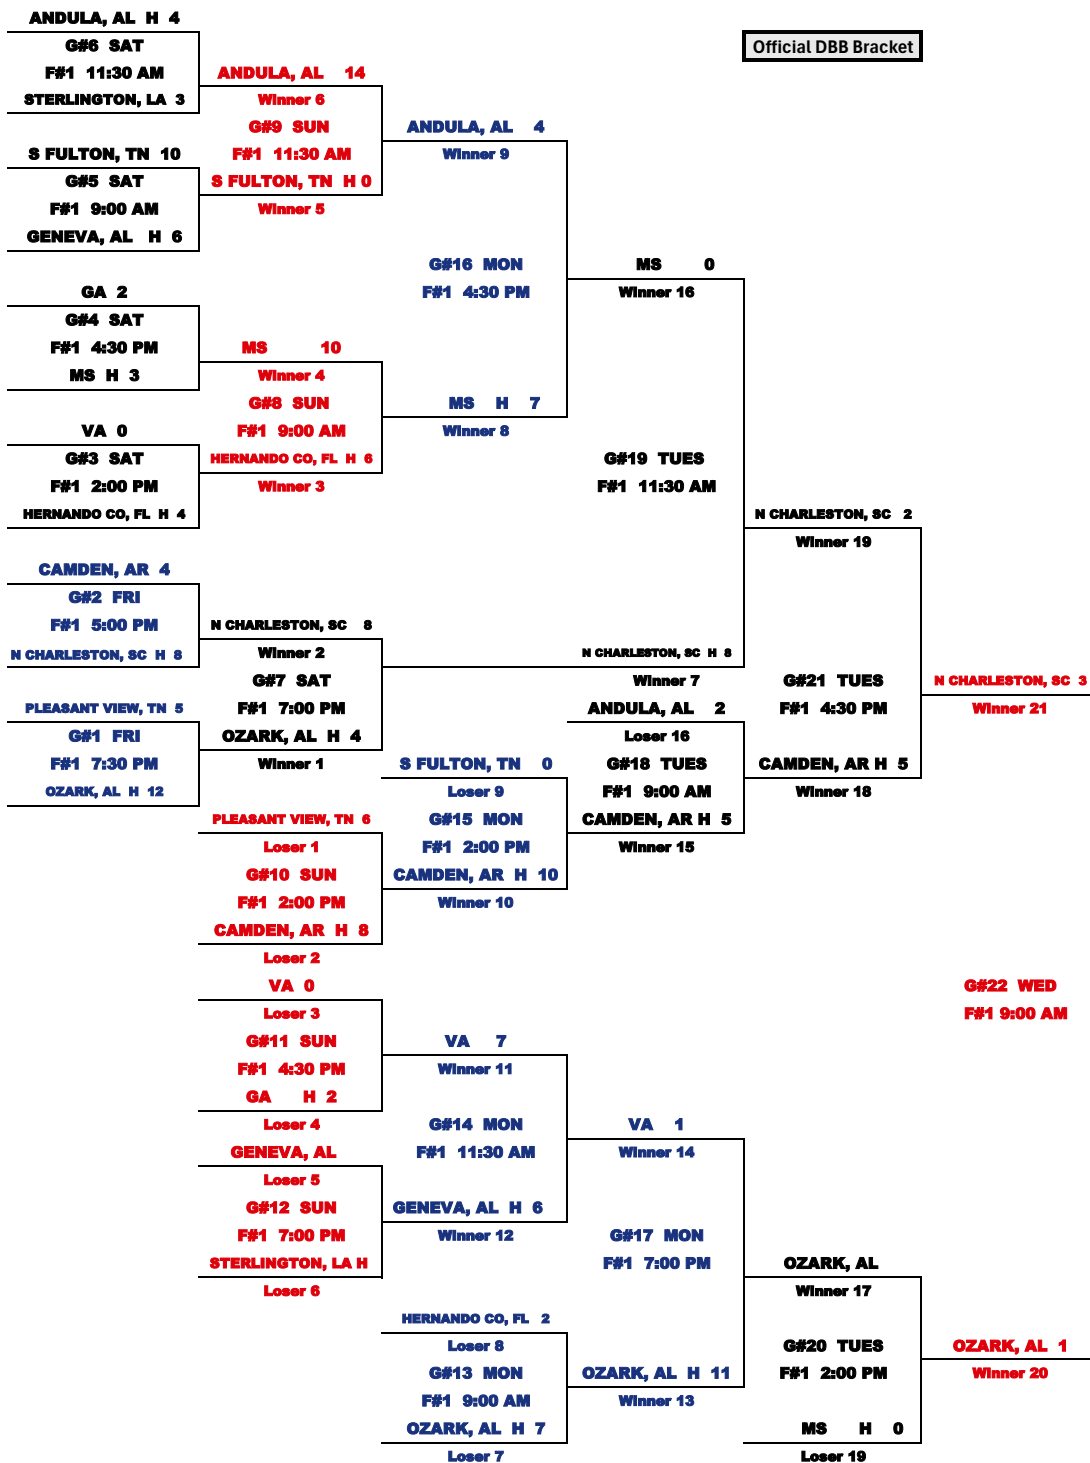 ANDULA, AL H 4
G#6 SAT
F#1 11:30 AM
STERLINGTON, LA 3
Official DBB Bracket
ANDULA, AL 14
Winner 6
G#9 SUN
F#1 11:30 AM
S FULTON, TN H 0
Winner 5
ANDULA, AL 4
Winner 9
S FULTON, TN 10
G#5 SAT
F#1 9:00 AM
GENEVA, AL H 6
G#16 MON
F#1 4:30 PM
MS 0
Winner 16
GA 2
G#4 SAT
F#1 4:30 PM
MS H 3
MS 10
Winner 4
G#8 SUN
F#1 9:00 AM
HERNANDO CO, FL H 6
Winner 3
MS H 7
Winner 8
VA 0
G#3 SAT
F#1 2:00 PM
HERNANDO CO, FL H 4
G#19 TUES
F#1 11:30 AM
N CHARLESTON, SC 2
Winner 19
CAMDEN, AR 4
G#2 FRI
F#1 5:00 PM
N CHARLESTON, SC H 8
N CHARLESTON, SC 8
Winner 2
G#7 SAT
F#1 7:00 PM
OZARK, AL H 4
Winner 1
N CHARLESTON, SC H 8
Winner 7
G#21 TUES
F#1 4:30 PM
N CHARLESTON, SC 3
Winner 21
PLEASANT VIEW, TN 5
G#1 FRI
F#1 7:30 PM
OZARK, AL H 12
ANDULA, AL 2
Loser 16
G#18 TUES
F#1 9:00 AM
CAMDEN, AR H 5
Winner 15
CAMDEN, AR H 5
Winner 18
S FULTON, TN 0
Loser 9
G#15 MON
F#1 2:00 PM
CAMDEN, AR H 10
Winner 10
PLEASANT VIEW, TN 6
Loser 1
G#10 SUN
F#1 2:00 PM
CAMDEN, AR H 8
Loser 2
VA 0
Loser 3
G#11 SUN
F#1 4:30 PM
GA H 2
Loser 4
G#22 WED
F#1 9:00 AM
VA 7
Winner 11
G#14 MON
F#1 11:30 AM
GENEVA, AL H 6
Winner 12
VA 1
Winner 14
GENEVA, AL
Loser 5
G#12 SUN
F#1 7:00 PM
STERLINGTON, LA H
Loser 6
G#17 MON
F#1 7:00 PM
OZARK, AL
Winner 17
HERNANDO CO, FL 2
Loser 8
G#13 MON
F#1 9:00 AM
OZARK, AL H 7
Loser 7
OZARK, AL H 11
Winner 13
G#20 TUES
F#1 2:00 PM
MS H 0
Loser 19
OZARK, AL 1
Winner 20